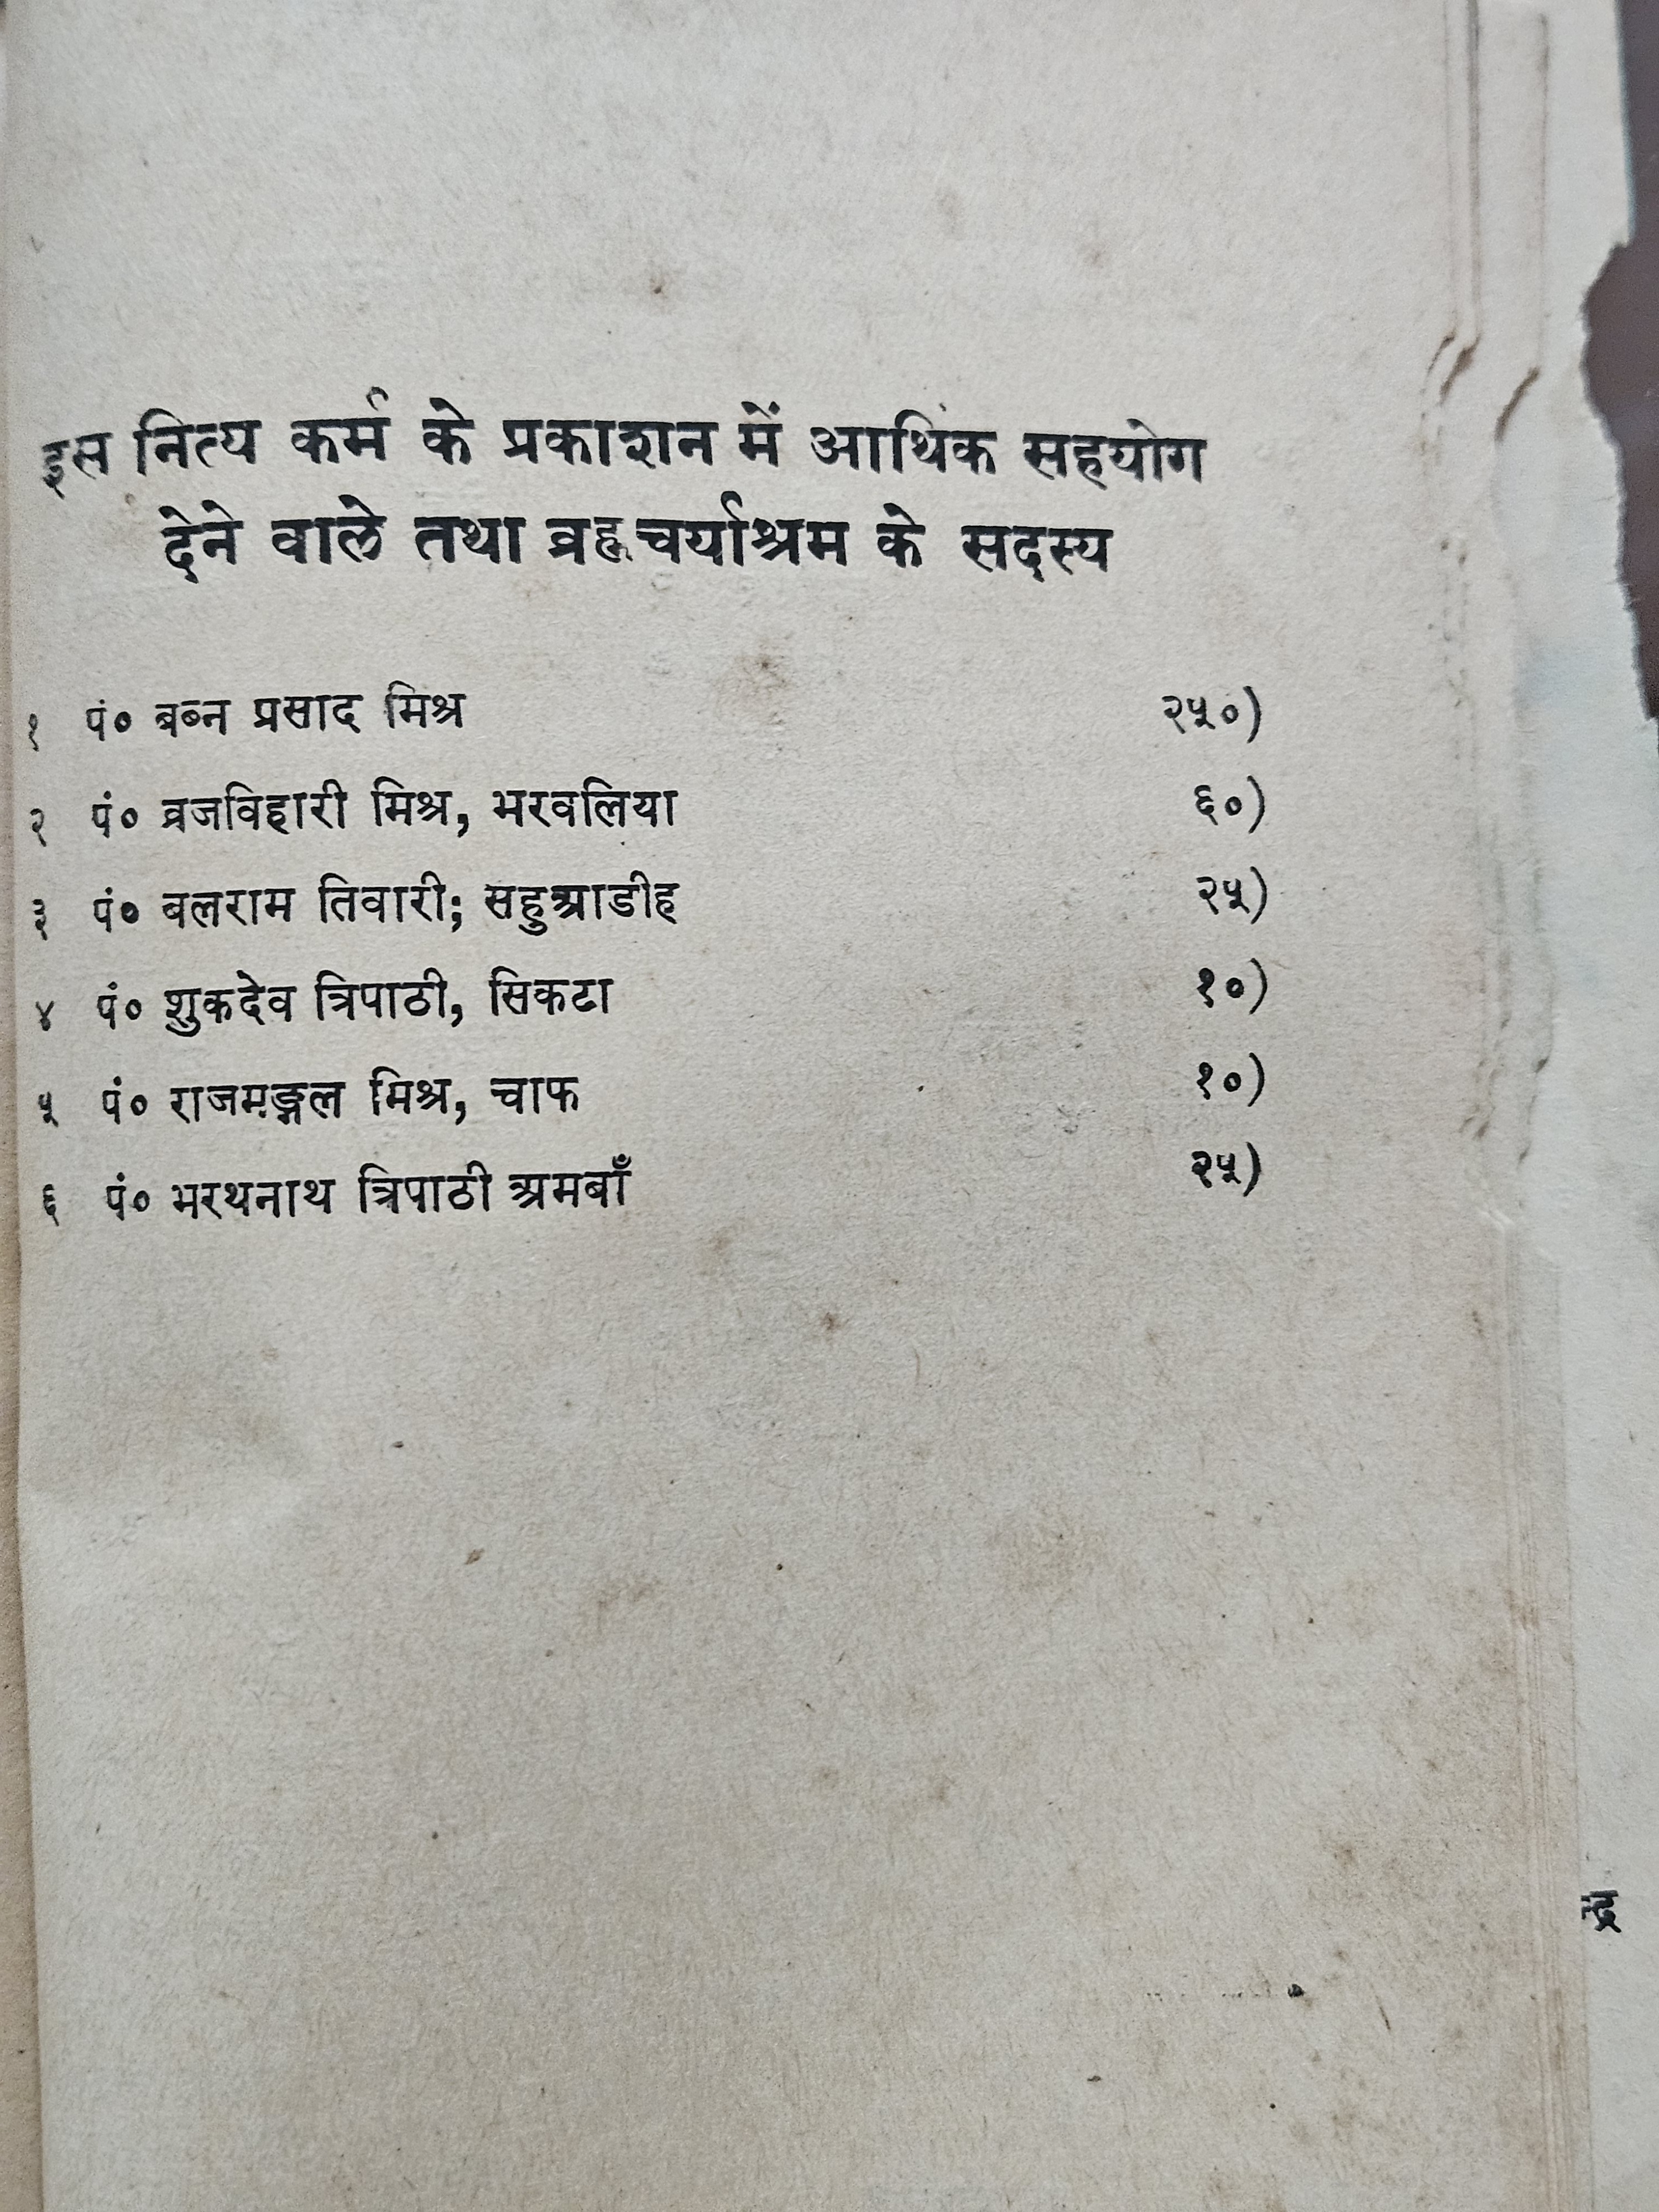 इस नित्य कर्म के प्रकाशन में आर्थिक सहयोग
देने वाले तथा ब्रह्मचर्याश्रम के सदस्य
१ पं० बब्न प्रसाद मिश्र २५०)
२ पं० व्रजविहारी मिश्र, भरवलिया ६०)
३ पं० बलराम तिवारी; सहुआडीह २५)
४ पं० शुकदेव त्रिपाठी, सिकटा १०)
५ पं० राजमङ्गल मिश्र, चाफ १०)
६ पं० भरथनाथ त्रिपाठी अमबाँ २५)
न्द्र